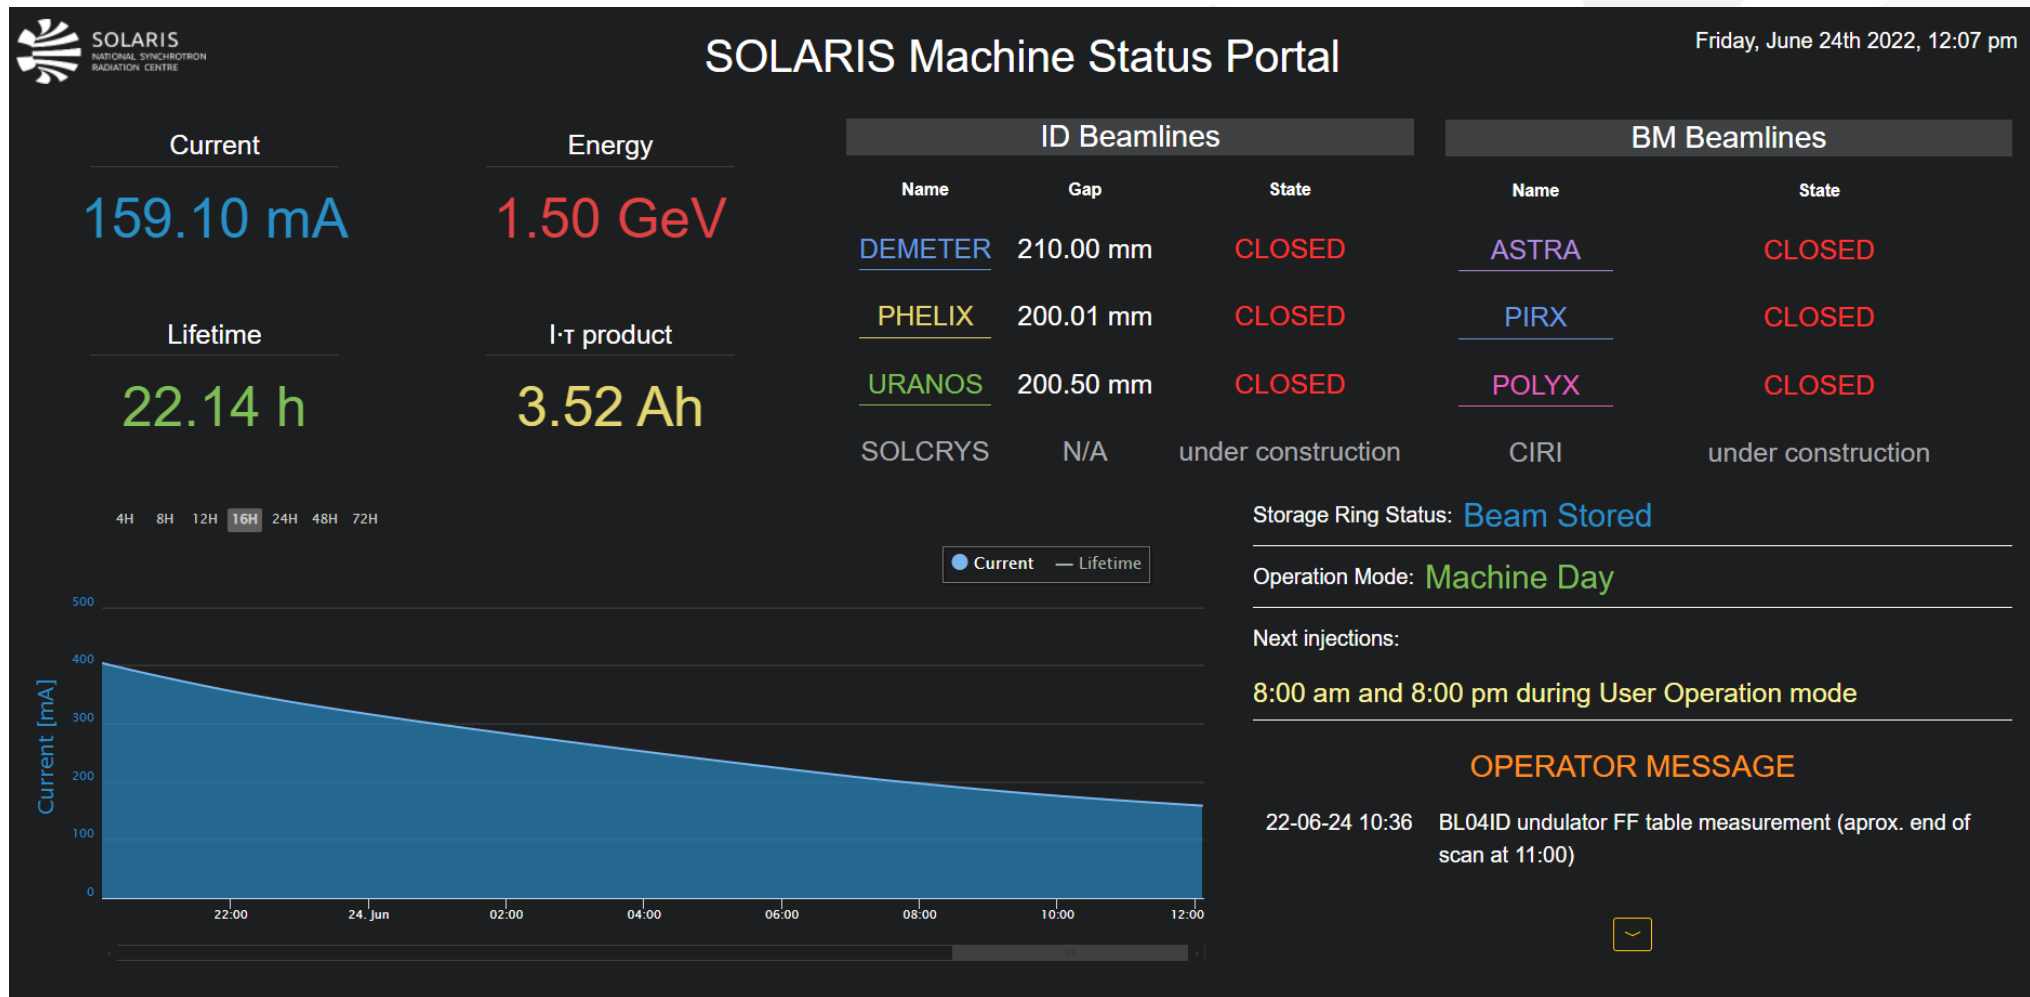 SOLARIS
NATIONAL SYNCHROTRON
RADIATION CENTRE
SOLARIS Machine Status Portal
Friday, June 24th 2022, 12:07 pm
Current
159.10 mA
Energy
1.50 GeV
Lifetime
22.14 h
I·τ product
3.52 Ah
ID Beamlines
Name Gap State
DEMETER 210.00 mm CLOSED
PHELIX 200.01 mm CLOSED
URANOS 200.50 mm CLOSED
SOLCRYS N/A under construction
BM Beamlines
Name State
ASTRA CLOSED
PIRX CLOSED
POLYX CLOSED
CIRI under construction
4H 8H 12H 16H 24H 48H 72H
Current Lifetime
Current [mA]
500
400
300
200
100
0
22:00 24. Jun 02:00 04:00 06:00 08:00 10:00 12:00
Storage Ring Status: Beam Stored
Operation Mode: Machine Day
Next injections:
8:00 am and 8:00 pm during User Operation mode
OPERATOR MESSAGE
22-06-24 10:36 BL04ID undulator FF table measurement (aprox. end of
scan at 11:00)